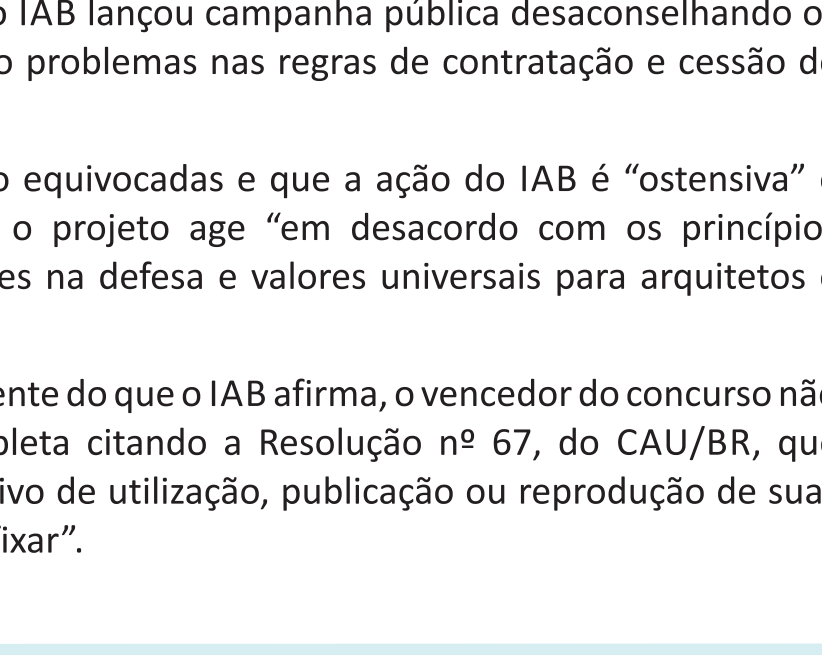 o IAB lançou campanha pública desaconselhando o
o problemas nas regras de contratação e cessão d
o equivocadas e que a ação do IAB é “ostensiva”
o projeto age “em desacordo com os princípio
es na defesa e valores universais para arquitetos
ente do que o IAB afirma, o vencedor do concurso nã
pleta citando a Resolução nº 67, do CAU/BR, qu
ivo de utilização, publicação ou reprodução de sua
ixar”.